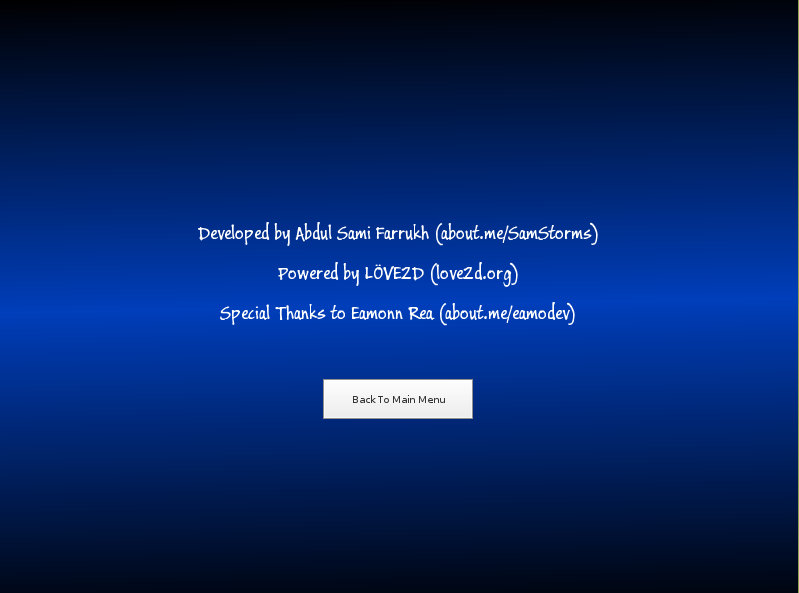 Developed by Abdul Sami Farrukh (about.me/SamStorms)
Powered by LÖVE2D (love2d.org)
Special Thanks to Eamonn Rea (about.me/eamodev)
Back To Main Menu